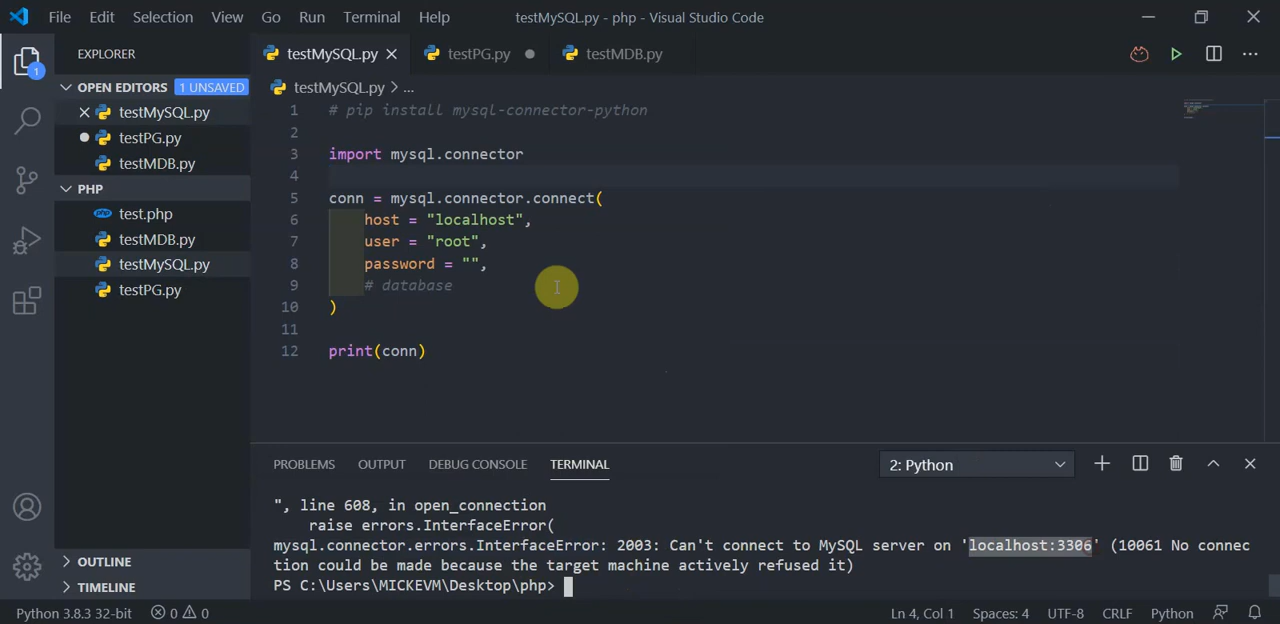 File Edit Selection View Go Run Terminal Help testMySQL.py - php - Visual Studio Code
EXPLORER
1
OPEN EDITORS 1 UNSAVED
testMySQL.py
testPG.py
testMDB.py
PHP
test.php
testMDB.py
testMySQL.py
testPG.py
OUTLINE
TIMELINE
testMySQL.py testPG.py testMDB.py
testMySQL.py > ...
1 # pip install mysql-connector-python
2
3 import mysql.connector
4
5 conn = mysql.connector.connect(
6 host = "localhost",
7 user = "root",
8 password = "",
9 # database
10 )
11
12 print(conn)
PROBLEMS OUTPUT DEBUG CONSOLE TERMINAL 2: Python
", line 608, in open_connection
raise errors.InterfaceError(
mysql.connector.errors.InterfaceError: 2003: Can't connect to MySQL server on 'localhost:3306' (10061 No connec
tion could be made because the target machine actively refused it)
PS C:\Users\MICKEVM\Desktop\php>
Python 3.8.3 32-bit 0 0 Ln 4, Col 1 Spaces: 4 UTF-8 CRLF Python